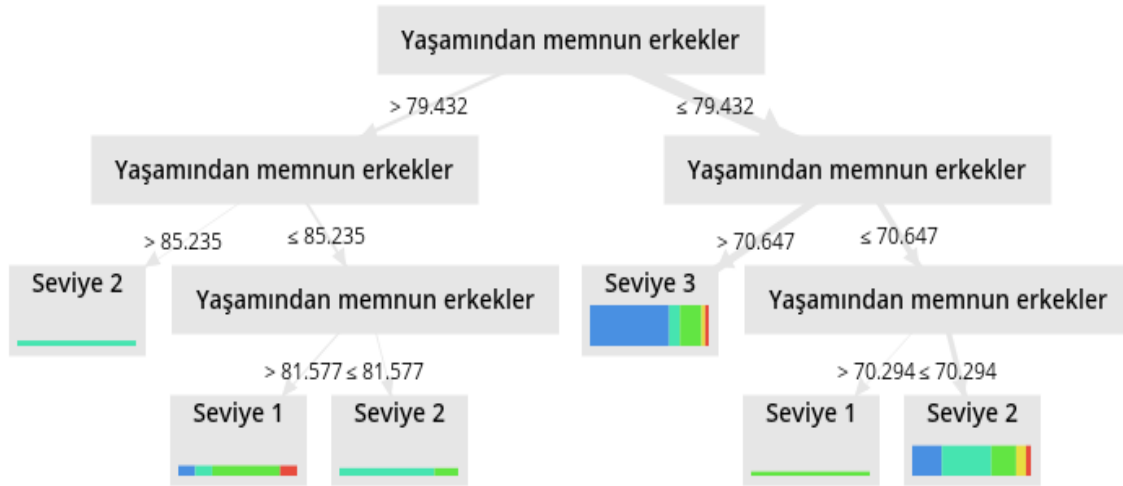 Yaşamından memnun erkekler
> 79.432
≤ 79.432
Yaşamından memnun erkekler
Yaşamından memnun erkekler
> 85.235
≤ 85.235
> 70.647
≤ 70.647
Seviye 2
Yaşamından memnun erkekler
Seviye 3
Yaşamından memnun erkekler
> 81.577
≤ 81.577
> 70.294
≤ 70.294
Seviye 1
Seviye 2
Seviye 1
Seviye 2